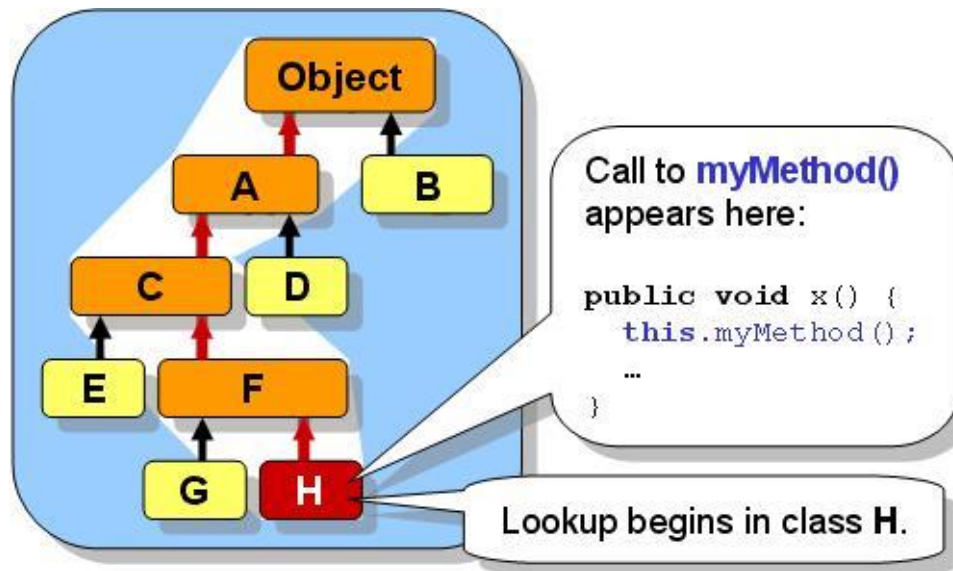 Object
A
B
C
D
E
F
G
H
Call to myMethod()
appears here:
public void x() {
this.myMethod();
…
}
Lookup begins in class H.